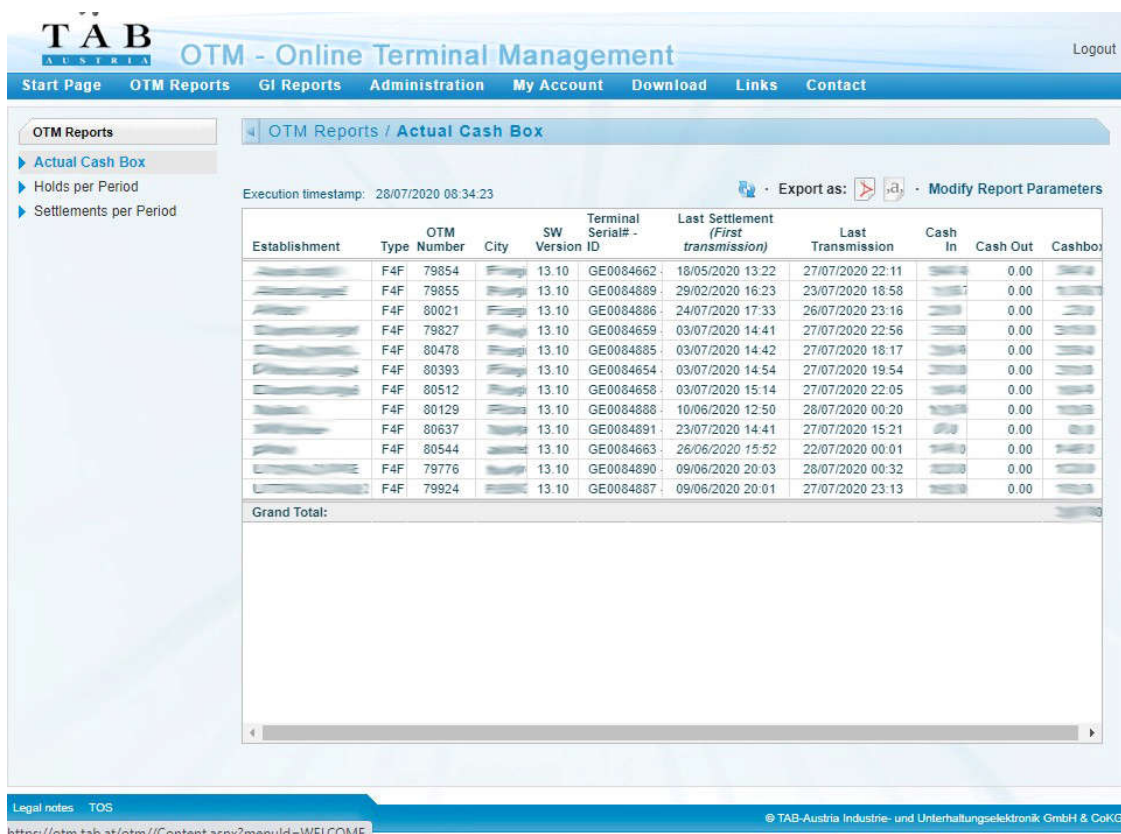 TAB
AUSTRIA
OTM - Online Terminal Management
Logout
Start Page OTM Reports GI Reports Administration My Account Download Links Contact
OTM Reports
Actual Cash Box
Holds per Period
Settlements per Period
OTM Reports / Actual Cash Box
Execution timestamp: 28/07/2020 08:34:23
Export as: · Modify Report Parameters
Establishment Type OTM Number City SW Version Terminal Serial# - ID Last Settlement (First transmission) Last Transmission Cash In Cash Out Cashbox
F4F 79854 13.10 GE0084662 - 18/05/2020 13:22 27/07/2020 22:11 0.00
F4F 79855 13.10 GE0084889 - 29/02/2020 16:23 23/07/2020 18:58 0.00
F4F 80021 13.10 GE0084886 - 24/07/2020 17:33 26/07/2020 23:16 0.00
F4F 79827 13.10 GE0084659 - 03/07/2020 14:41 27/07/2020 22:56 0.00
F4F 80478 13.10 GE0084885 - 03/07/2020 14:42 27/07/2020 18:17 0.00
F4F 80393 13.10 GE0084654 - 03/07/2020 14:54 27/07/2020 19:54 0.00
F4F 80512 13.10 GE0084658 - 03/07/2020 15:14 27/07/2020 22:05 0.00
F4F 80129 13.10 GE0084888 - 10/06/2020 12:50 28/07/2020 00:20 0.00
F4F 80637 13.10 GE0084891 - 23/07/2020 14:41 27/07/2020 15:21 0.00
F4F 80544 13.10 GE0084663 - 26/06/2020 15:52 22/07/2020 00:01 0.00
F4F 79776 13.10 GE0084890 - 09/06/2020 20:03 28/07/2020 00:32 0.00
F4F 79924 13.10 GE0084887 - 09/06/2020 20:01 27/07/2020 23:13 0.00
Grand Total:
Legal notes TOS
© TAB-Austria Industrie- und Unterhaltungselektronik GmbH & CoKG
https://otm.tab.at/otm//Content.aspx?menuId=WELCOME